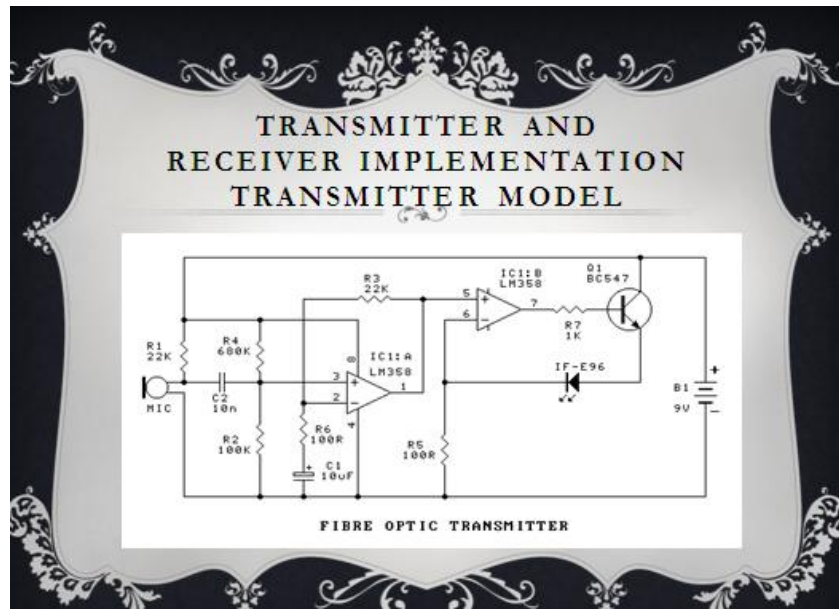 TRANSMITTER AND
RECEIVER IMPLEMENTATION
TRANSMITTER MODEL
R3
22K
IC1:B
LM358
Q1
BC547
5
+
6
-
7
R7
1K
R1
22K
R4
680K
8
IC1:A
LM358
3
+
2
-
1
4
MIC
C2
10n
R2
100K
R6
100R
+
C1
10uF
R5
100R
IF-E96
B1
9V
+
-
FIBRE OPTIC TRANSMITTER